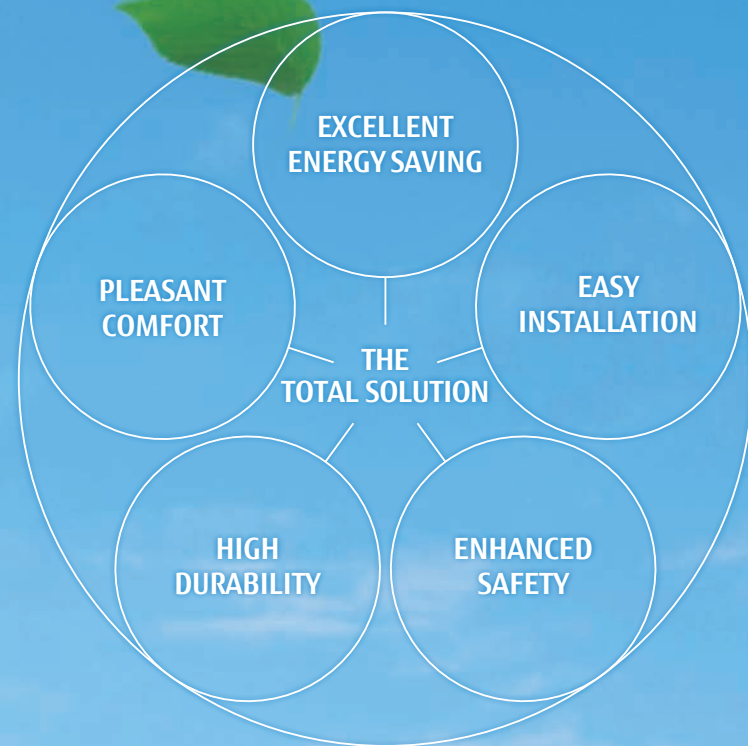 EXCELLENT
ENERGY SAVING
PLEASANT
COMFORT
EASY
INSTALLATION
THE
TOTAL SOLUTION
HIGH
DURABILITY
ENHANCED
SAFETY